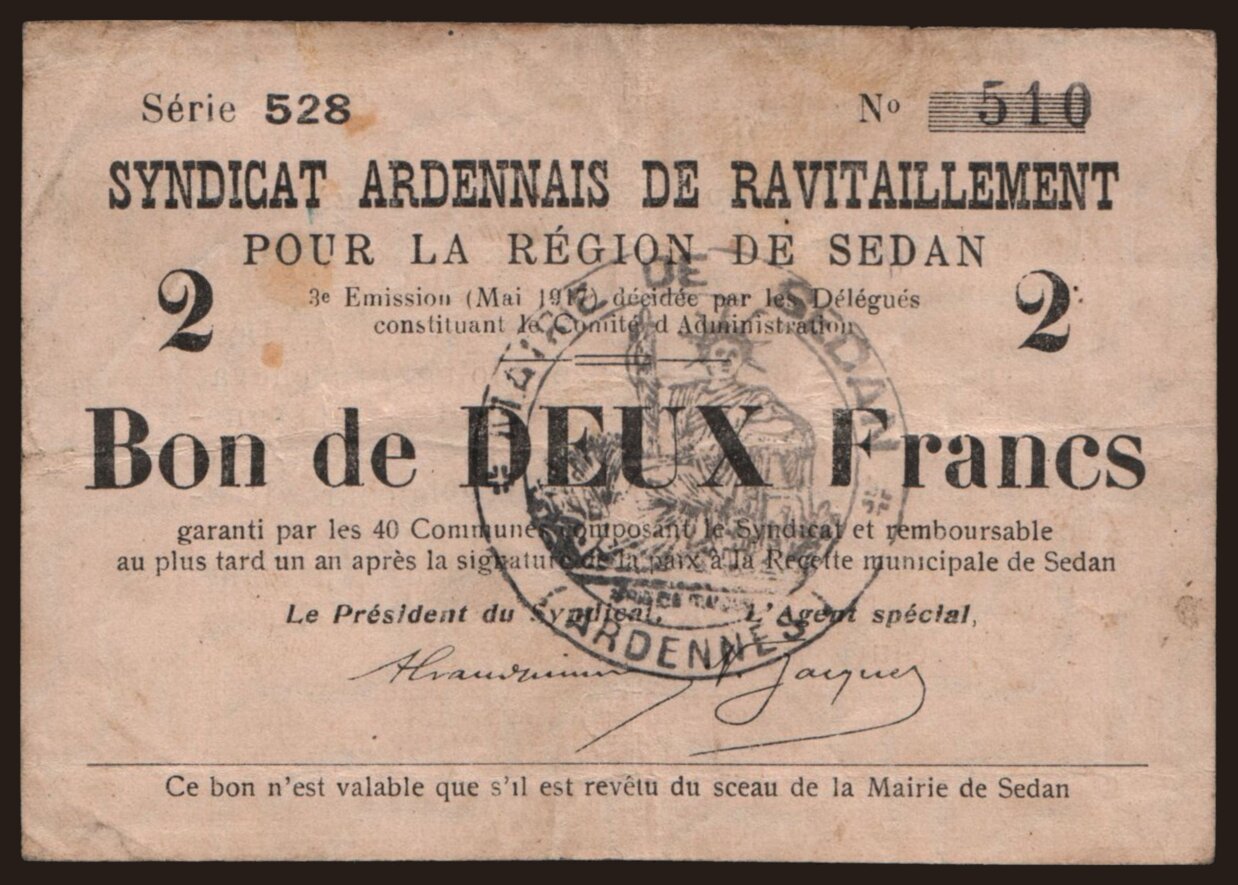 Série 528 No 510
SYNDICAT ARDENNAIS DE RAVITAILLEMENT
POUR LA RÉGION DE SEDAN
2 2
3e Emission (Mai 1917) décidée par les Délégués
constituant le Comité d Administration
MAIRIE DE SEDAN
Bon de DEUX Francs
garanti par les 40 Communes composant le Syndicat et remboursable
au plus tard un an après la signature de la paix à la Recette municipale de Sedan
Le Président du Syndicat, L'Agent spécial,
ARDENNES
Jacques
Ce bon n'est valable que s'il est revêtu du sceau de la Mairie de Sedan